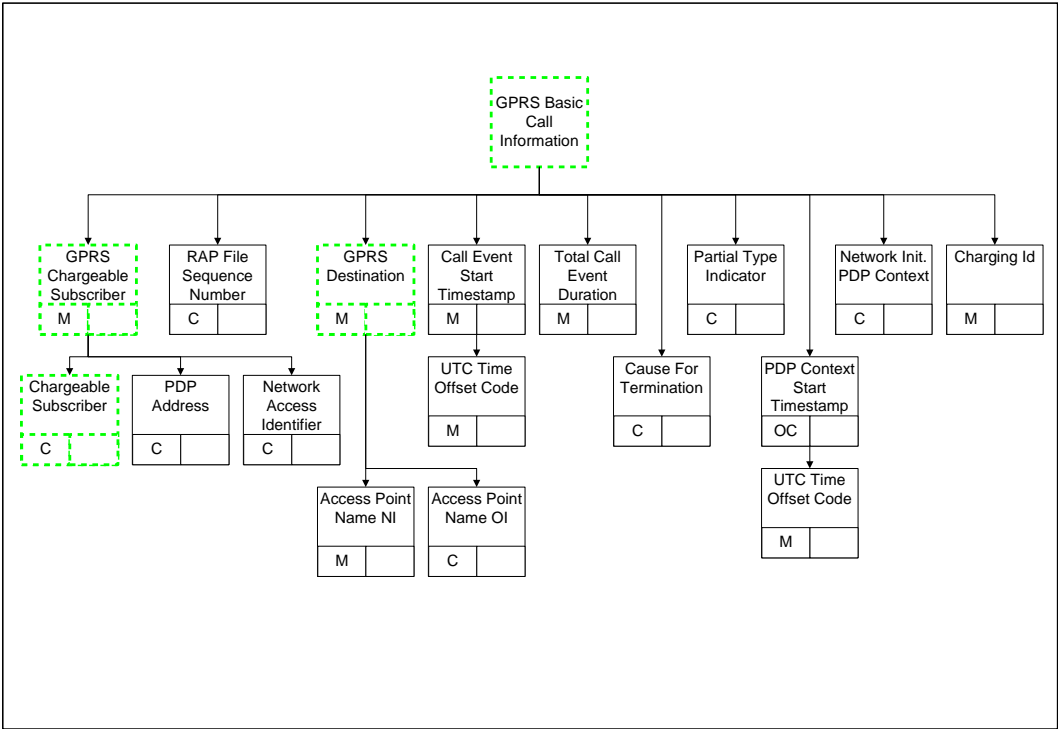 GPRS Basic
Call
Information
GPRS
Chargeable
Subscriber
M
RAP File
Sequence
Number
C
GPRS
Destination
M
Call Event
Start
Timestamp
M
Total Call
Event
Duration
M
Partial Type
Indicator
C
Network Init.
PDP Context
C
Charging Id
M
Chargeable
Subscriber
C
PDP
Address
C
Network
Access
Identifier
C
UTC Time
Offset Code
M
Cause For
Termination
C
PDP Context
Start
Timestamp
OC
Access Point
Name NI
M
Access Point
Name OI
C
UTC Time
Offset Code
M